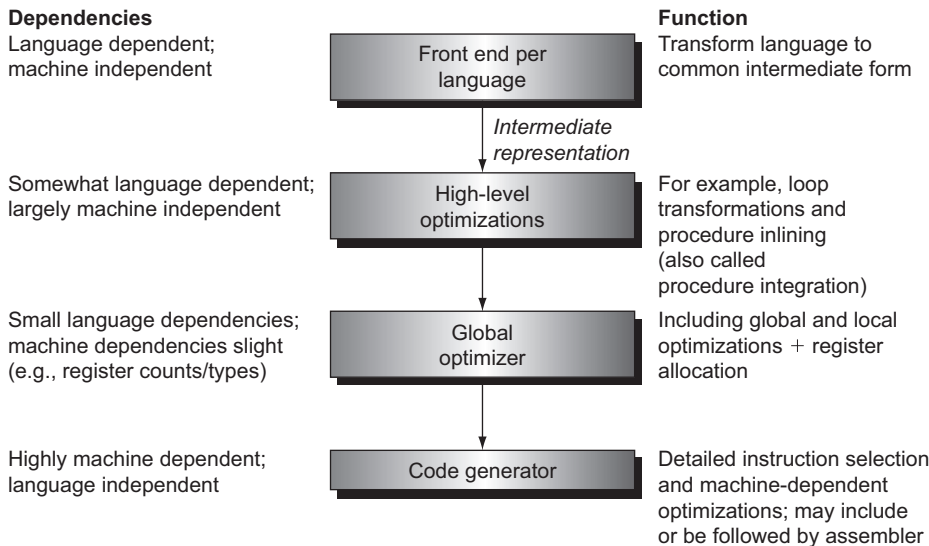 Dependencies
Language dependent;
machine independent
Front end per
language
Function
Transform language to
common intermediate form
Intermediate
representation
Somewhat language dependent;
largely machine independent
High-level
optimizations
For example, loop
transformations and
procedure inlining
(also called
procedure integration)
Small language dependencies;
machine dependencies slight
(e.g., register counts/types)
Global
optimizer
Including global and local
optimizations + register
allocation
Highly machine dependent;
language independent
Code generator
Detailed instruction selection
and machine-dependent
optimizations; may include
or be followed by assembler